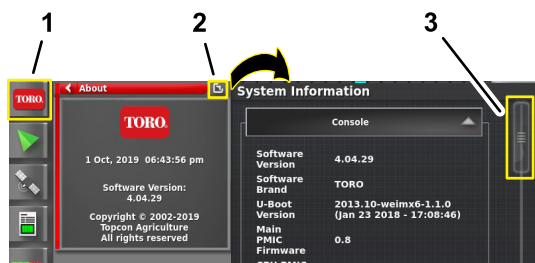 1
2
3
TORO.
About
System Information
TORO.
1 Oct, 2019 06:43:56 pm
Software Version:
4.04.29
Copyright © 2002-2019
Topcon Agriculture
All rights reserved
Console
Software
Version
4.04.29
Software
Brand
TORO
U-Boot
Version
2013.10-weimx6-1.1.0
(Jan 23 2018 - 17:08:46)
Main
PMIC
Firmware
0.8